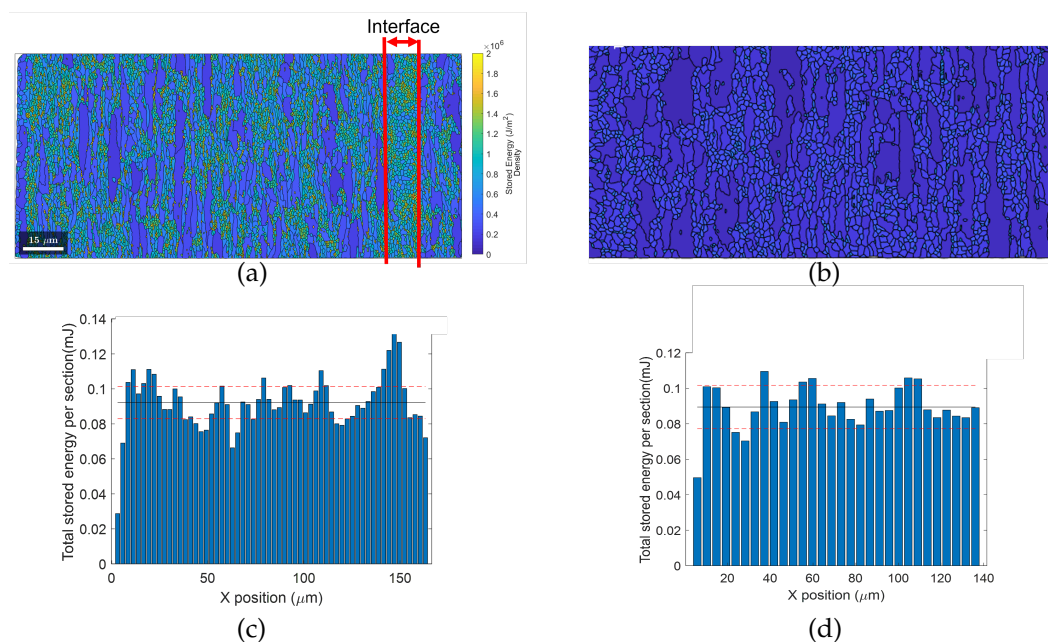 Interface
×10⁶
2
1.8
1.6
1.4
1.2
1
0.8
0.6
0.4
0.2
0
Stored Energy (J/m²)
Density
15 μm
(a)
(b)
0.14
0.12
0.1
0.08
0.06
0.04
0.02
0
Total stored energy per section(mJ)
0 50 100 150
X position (μm)
(c)
0.12
0.1
0.08
0.06
0.04
0.02
0
Total stored energy per section(mJ)
20 40 60 80 100 120 140
X position (μm)
(d)